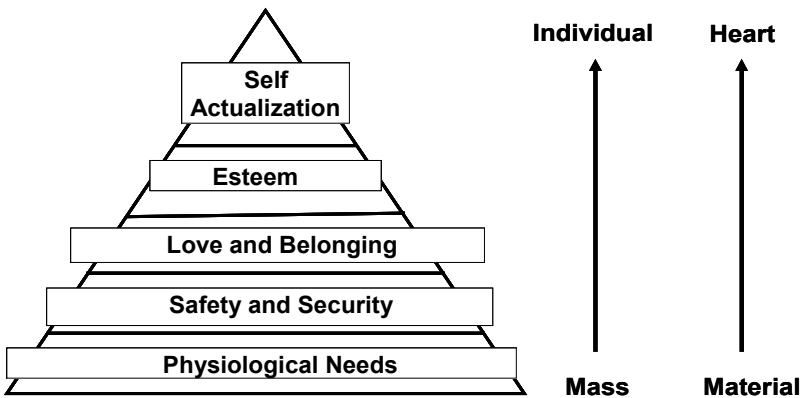 Individual
Heart
Self
Actualization
Esteem
Love and Belonging
Safety and Security
Physiological Needs
Mass
Material